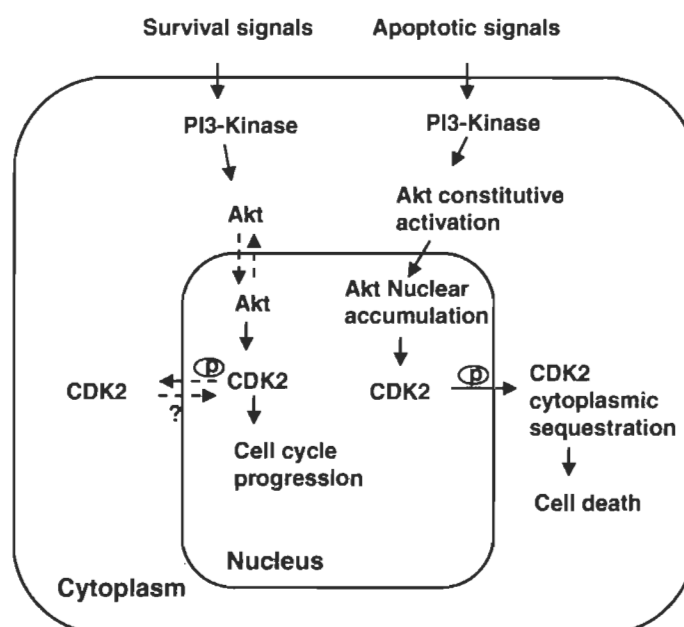 Survival signals
Apoptotic signals
PI3-Kinase
PI3-Kinase
Akt
Akt constitutive
activation
Akt
Akt Nuclear
accumulation
CDK2
?
p
CDK2
CDK2
p
CDK2
cytoplasmic
sequestration
Cell cycle
progression
Cell death
Nucleus
Cytoplasm